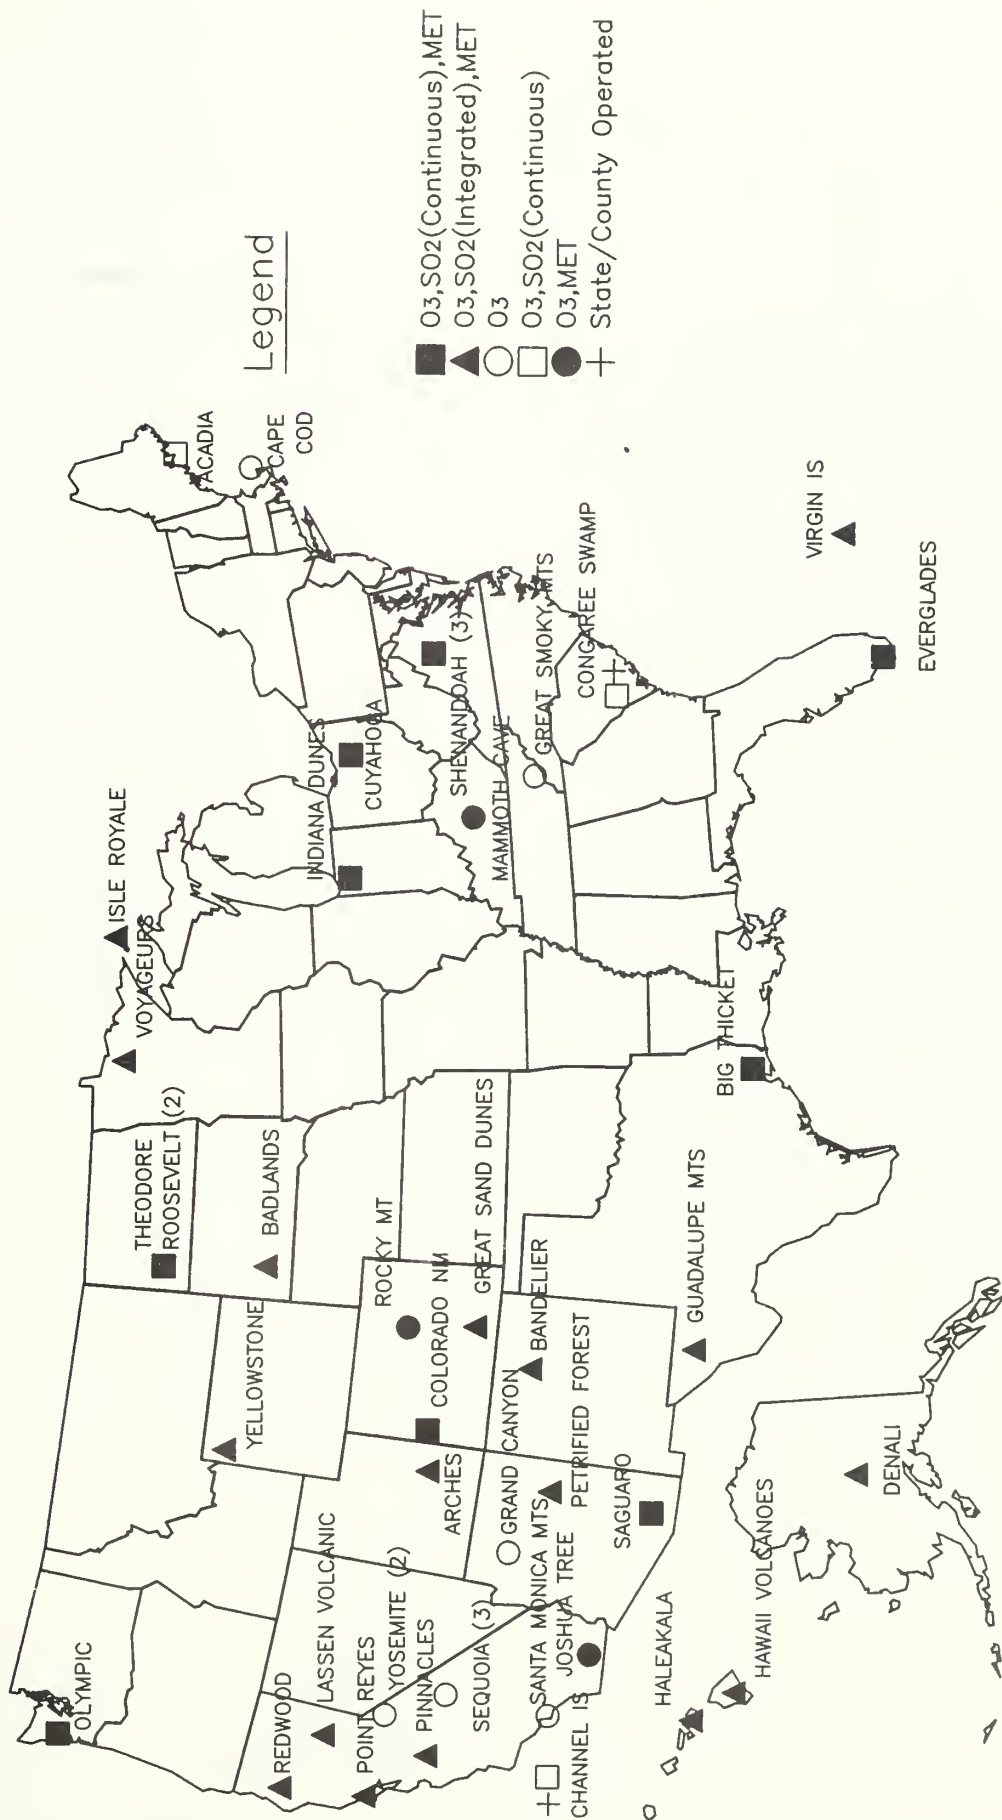 Legend
O3,SO2(Continuous),MET
O3,SO2(Integrated),MET
O3
O3,SO2(Continuous)
O3,MET
State/County Operated
OLYMPIC
REDWOOD
LASSEN VOLCANIC
POINT REYES
YOSEMITE (2)
PINNACLES
SEQUOIA (3)
SANTA MONICA MTS
CHANNEL IS
JOSHUA TREE
YELLOWSTONE
THEODORE
ROOSEVELT (2)
BADLANDS
ROCKY MT
COLORADO NM
ARCHES
GREAT SAND DUNES
GRAND CANYON
BANDELIER
PETRIFIED FOREST
SAGUARO
GUADALUPE MTS
BIG THICKET
VOYAGEURS
ISLE ROYALE
INDIANA DUNES
CUYAHOGA
SHENANDOAH (3)
MAMMOTH CAVE
GREAT SMOKY MTS
CONGAREE SWAMP
ACADIA
CAPE
COD
VIRGIN IS
EVERGLADES
HALEAKALA
HAWAII VOLCANOES
DENALI